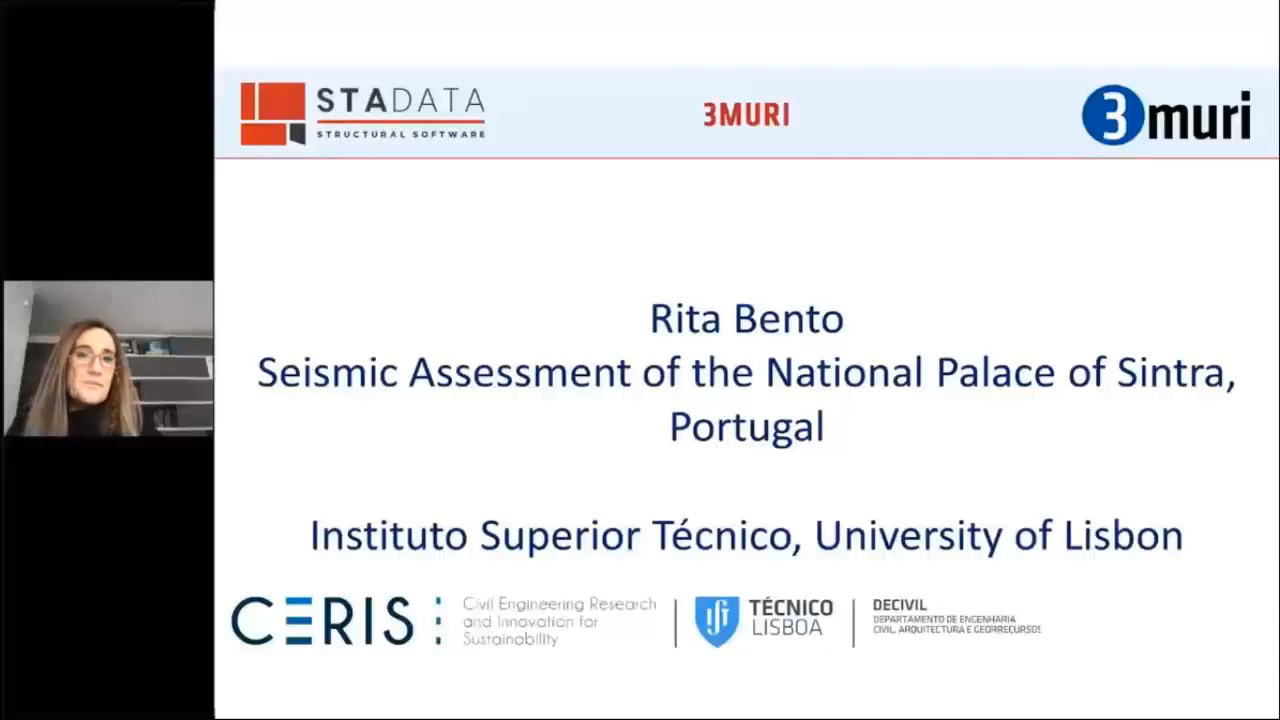 STADATA
STRUCTURAL SOFTWARE
3MURI
3muri
Rita Bento
Seismic Assessment of the National Palace of Sintra,
Portugal
Instituto Superior Técnico, University of Lisbon
CERIS
Civil Engineering Research
and Innovation for
Sustainability
TÉCNICO
LISBOA
DECIVIL
DEPARTAMENTO DE ENGENHARIA
CIVIL, ARQUITECTURA E GEORRECURSOS